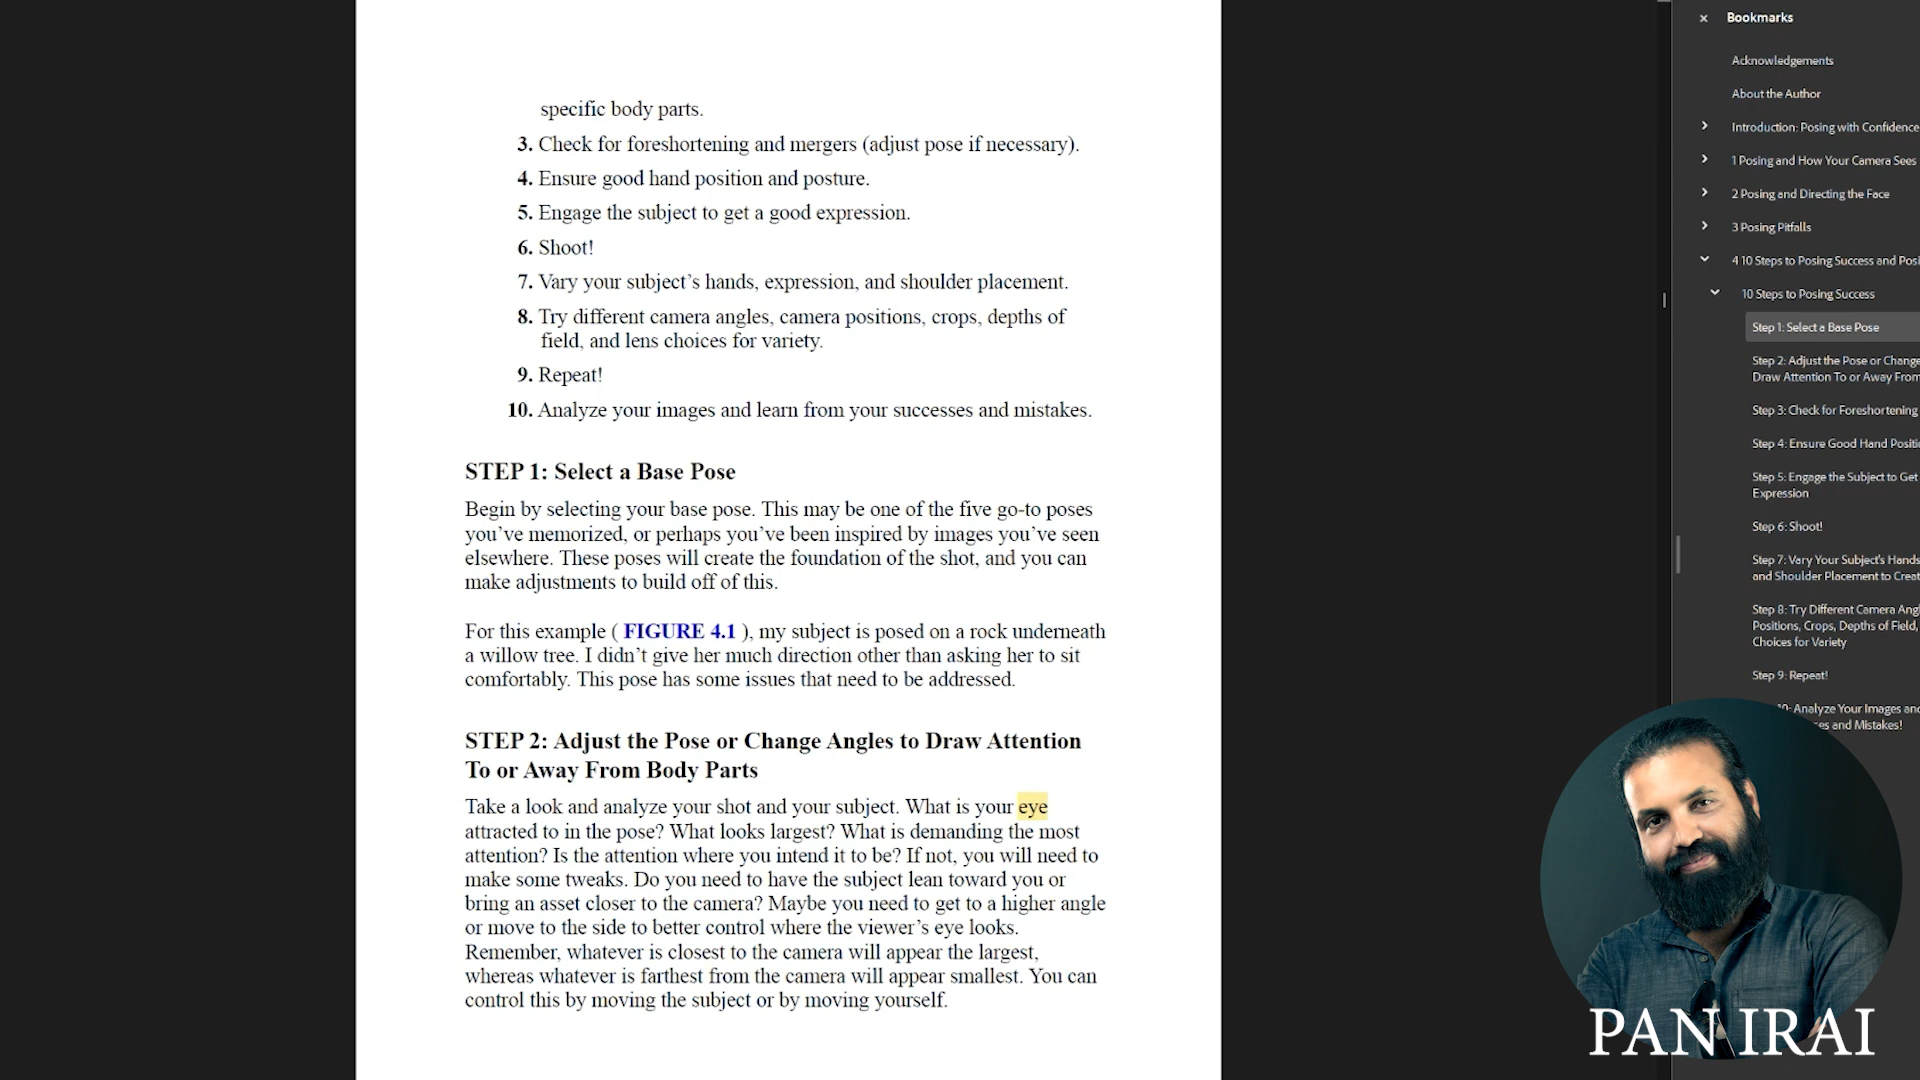 specific body parts.
3. Check for foreshortening and mergers (adjust pose if necessary).
4. Ensure good hand position and posture.
5. Engage the subject to get a good expression.
6. Shoot!
7. Vary your subject’s hands, expression, and shoulder placement.
8. Try different camera angles, camera positions, crops, depths of
field, and lens choices for variety.
9. Repeat!
10. Analyze your images and learn from your successes and mistakes.
STEP 1: Select a Base Pose
Begin by selecting your base pose. This may be one of the five go-to poses
you’ve memorized, or perhaps you’ve been inspired by images you’ve seen
elsewhere. These poses will create the foundation of the shot, and you can
make adjustments to build off of this.
For this example ( FIGURE 4.1 ), my subject is posed on a rock underneath
a willow tree. I didn’t give her much direction other than asking her to sit
comfortably. This pose has some issues that need to be addressed.
STEP 2: Adjust the Pose or Change Angles to Draw Attention
To or Away From Body Parts
Take a look and analyze your shot and your subject. What is your eye
attracted to in the pose? What looks largest? What is demanding the most
attention? Is the attention where you intend it to be? If not, you will need to
make some tweaks. Do you need to have the subject lean toward you or
bring an asset closer to the camera? Maybe you need to get to a higher angle
or move to the side to better control where the viewer’s eye looks.
Remember, whatever is closest to the camera will appear the largest,
whereas whatever is farthest from the camera will appear smallest. You can
control this by moving the subject or by moving yourself.
Bookmarks
Acknowledgements
About the Author
Introduction: Posing with Confidence
1 Posing and How Your Camera Sees
2 Posing and Directing the Face
3 Posing Pitfalls
4 10 Steps to Posing Success and Posi
10 Steps to Posing Success
Step 1: Select a Base Pose
Step 2: Adjust the Pose or Change
Draw Attention To or Away From
Step 3: Check for Foreshortening
Step 4: Ensure Good Hand Positio
Step 5: Engage the Subject to Get
Expression
Step 6: Shoot!
Step 7: Vary Your Subject's Hands
and Shoulder Placement to Creat
Step 8: Try Different Camera Angl
Positions, Crops, Depths of Field,
Choices for Variety
Step 9: Repeat!
10: Analyze Your Images and
es and Mistakes!
PAN IRAI